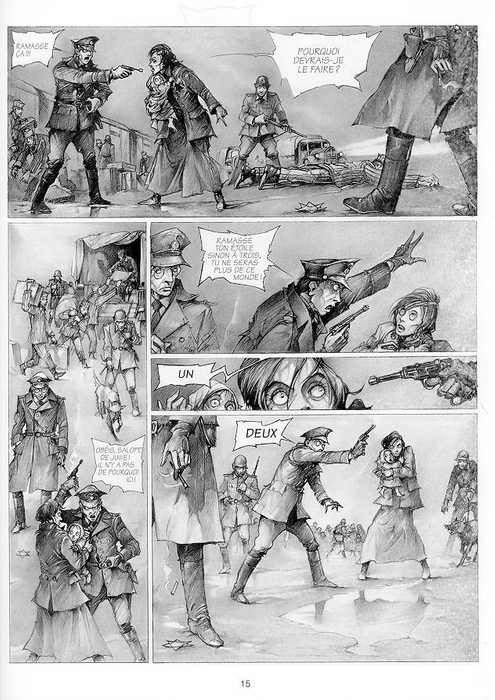 RAMASSE
ÇA !!
POURQUOI
DEVRAIS-JE
LE FAIRE ?
RAMASSE
TON ÉTOILE
SINON À TROIS,
TU NE SERAS
PLUS DE CE
MONDE !
UN
OBÉIS, SALOPE
DE JUIVE !
IL N'Y A PAS
DE POURQUOI
ICI !
DEUX
15